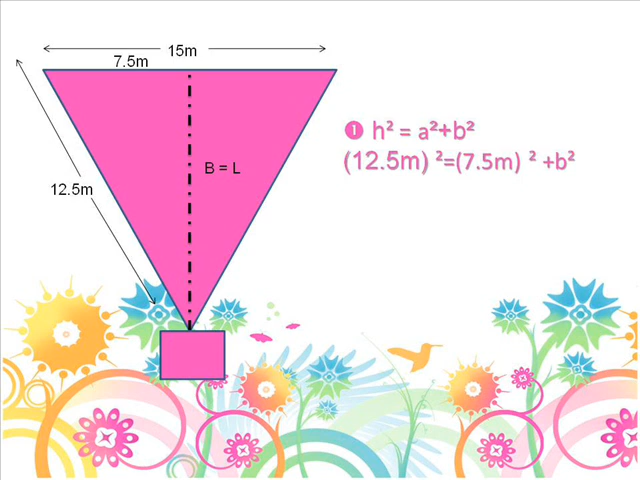 15m
7.5m
B = L
12.5m
❶ h² = a²+b²
(12.5m) ²=(7.5m) ² +b²